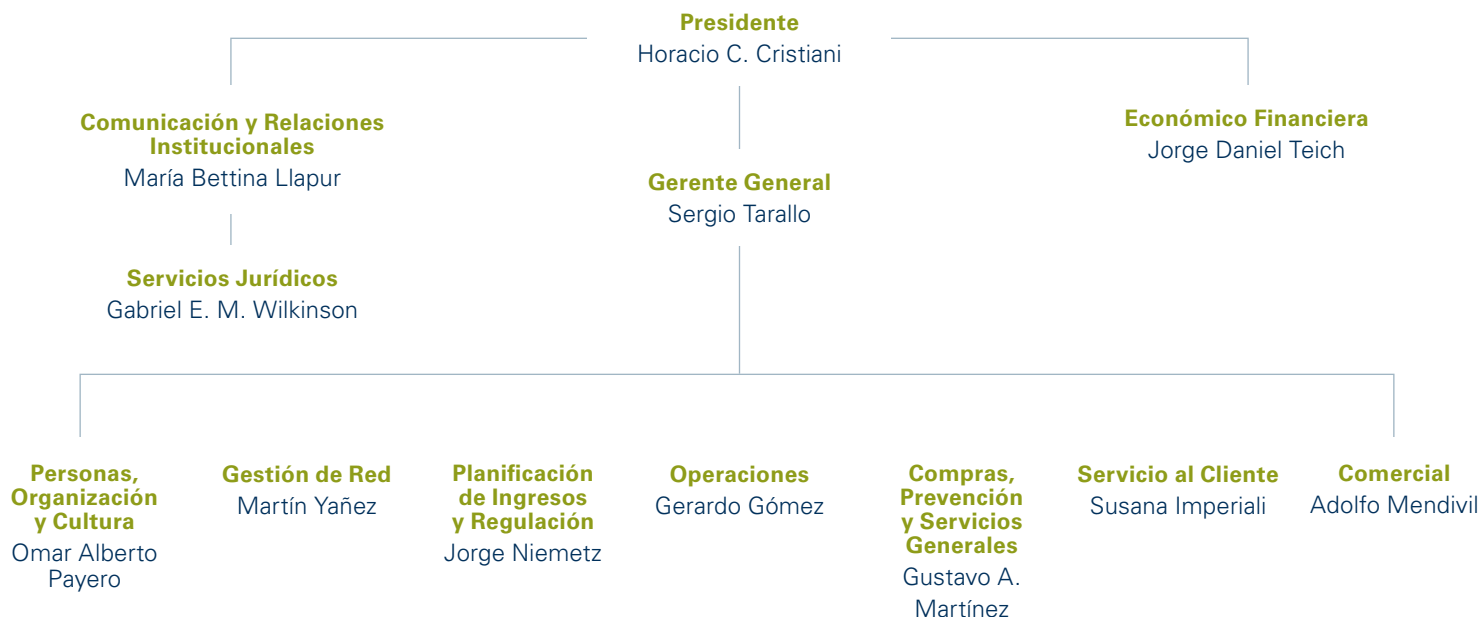 Presidente
Horacio C. Cristiani
Comunicación y Relaciones
Institucionales
María Bettina Llapur
Económico Financiera
Jorge Daniel Teich
Gerente General
Sergio Tarallo
Servicios Jurídicos
Gabriel E. M. Wilkinson
Personas,
Organización
y Cultura
Omar Alberto
Payero
Gestión de Red
Martín Yañez
Planificación
de Ingresos
y Regulación
Jorge Niemetz
Operaciones
Gerardo Gómez
Compras,
Prevención
y Servicios
Generales
Gustavo A.
Martínez
Servicio al Cliente
Susana Imperiali
Comercial
Adolfo Mendivil